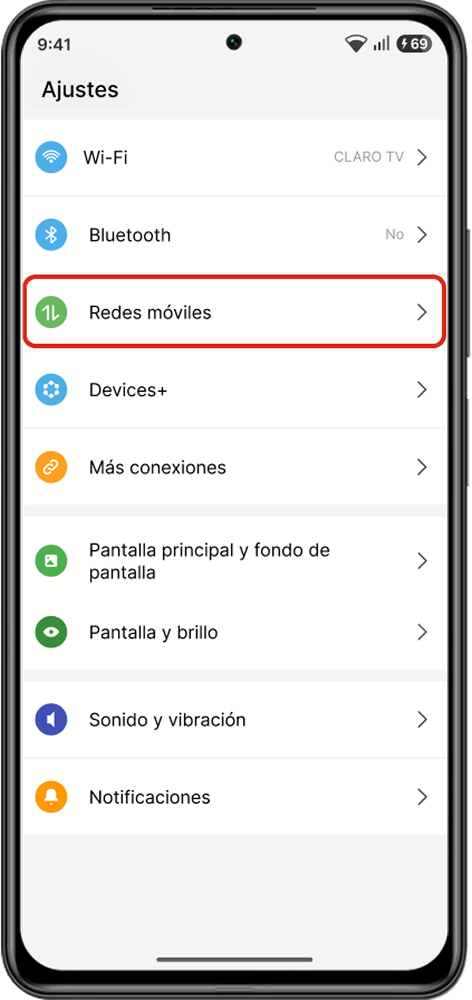 9:41
69
Ajustes
Wi-Fi
CLARO TV
Bluetooth
No
Redes móviles
Devices+
Más conexiones
Pantalla principal y fondo de
pantalla
Pantalla y brillo
Sonido y vibración
Notificaciones